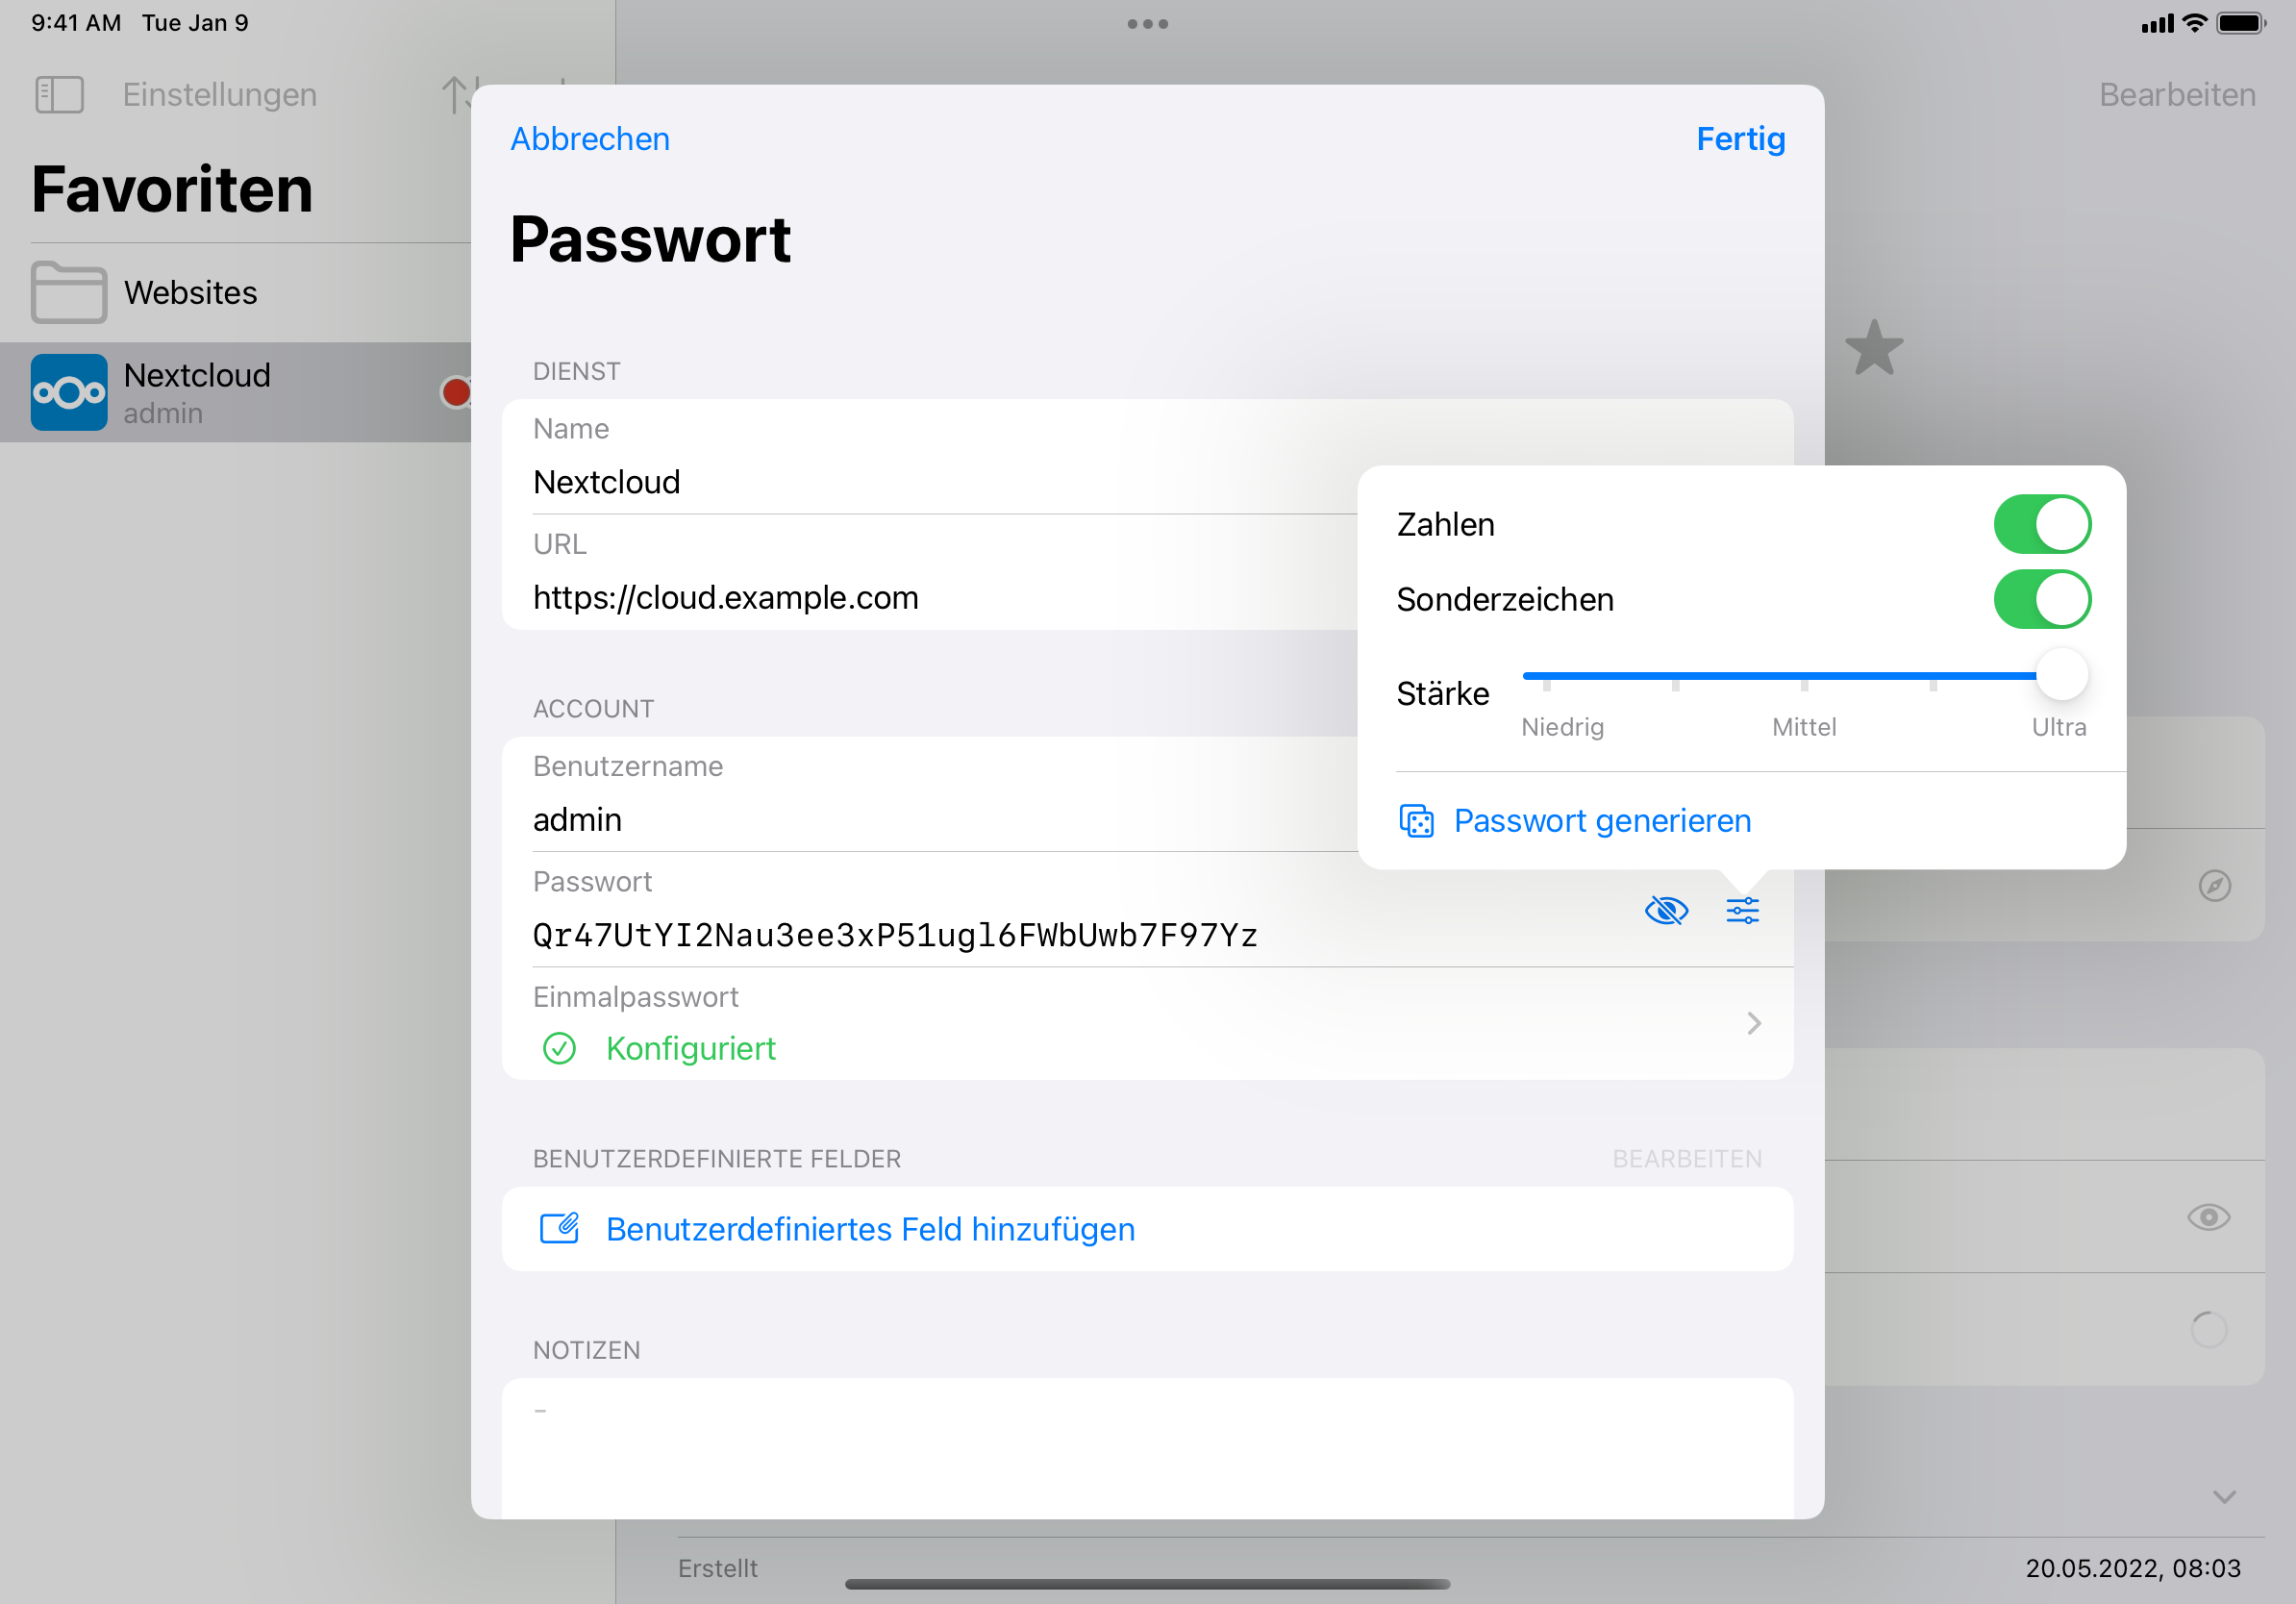 9:41 AM Tue Jan 9
Einstellungen
Bearbeiten
Favoriten
Websites
Nextcloud
admin
Abbrechen
Fertig
Passwort
DIENST
Name
Nextcloud
URL
https://cloud.example.com
Zahlen
Sonderzeichen
Stärke
Niedrig Mittel Ultra
Passwort generieren
ACCOUNT
Benutzername
admin
Passwort
Qr47UtYI2Nau3ee3xP51ugl6FWbUwb7F97Yz
Einmalpasswort
Konfiguriert
BENUTZERDEFINIERTE FELDER
BEARBEITEN
Benutzerdefiniertes Feld hinzufügen
NOTIZEN
-
Erstellt
20.05.2022, 08:03